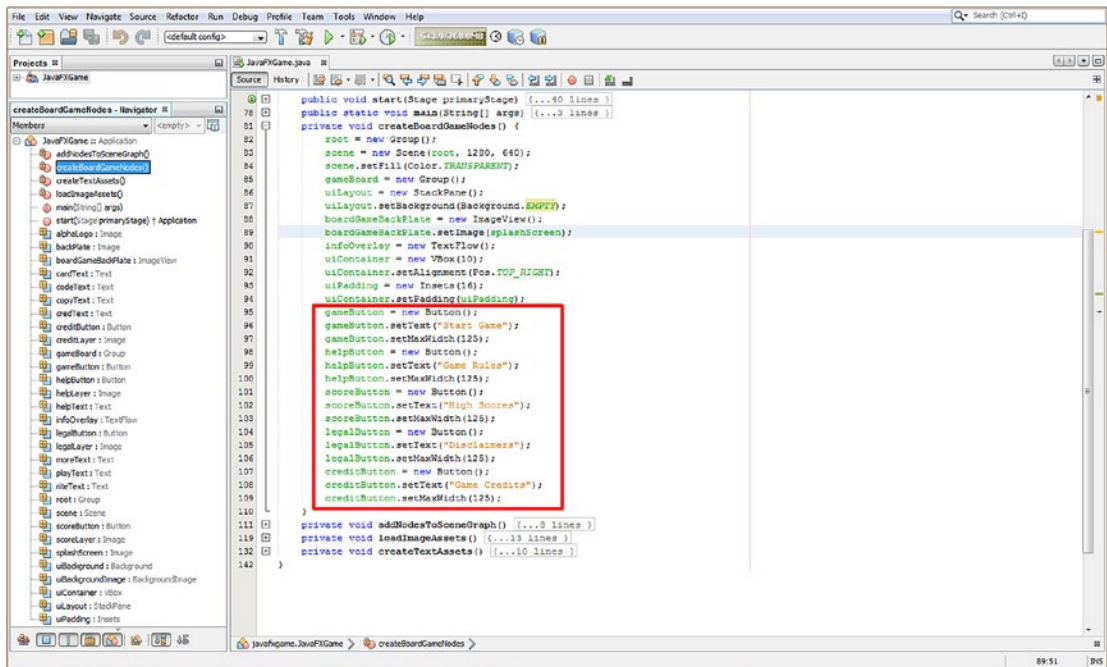 File Edit View Navigate Source Refactor Run Debug Profile Team Tools Window Help
Search (Ctrl+I)
<default config>
Projects
JavaFXGame
createBoardGameNodes - Navigator
Members
<empty>
JavaFXGame :: Application
addNodesToSceneGraph()
createBoardGameNodes()
createTextAssets()
loadImageAssets()
main(String[] args)
start(Stage primaryStage) ↑ Application
alphaLogo : Image
backPlate : Image
boardGameBackPlate : ImageView
cardText : Text
codeText : Text
copyText : Text
credText : Text
creditButton : Button
creditLayer : Image
gameBoard : Group
gameButton : Button
helpButton : Button
helpLayer : Image
helpText : Text
infoOverlay : TextFlow
legalButton : Button
legalLayer : Image
moreText : Text
playText : Text
riteText : Text
root : Group
scene : Scene
scoreButton : Button
scoreLayer : Image
splashScreen : Image
uiBackground : Background
uiBackgroundImage : BackgroundImage
uiContainer : VBox
uiLayout : StackPane
uiPadding : Insets
JavaFXGame.java
Source History
public void start(Stage primaryStage) {...40 lines }
78 public static void main(String[] args) {...3 lines }
81 private void createBoardGameNodes() {
82 root = new Group();
83 scene = new Scene(root, 1280, 640);
84 scene.setFill(Color.TRANSPARENT);
85 gameBoard = new Group();
86 uiLayout = new StackPane();
87 uiLayout.setBackground(Background.EMPTY);
88 boardGameBackPlate = new ImageView();
89 boardGameBackPlate.setImage(splashScreen);
90 infoOverlay = new TextFlow();
91 uiContainer = new VBox(10);
92 uiContainer.setAlignment(Pos.TOP_RIGHT);
93 uiPadding = new Insets(16);
94 uiContainer.setPadding(uiPadding);
95 gameButton = new Button();
96 gameButton.setText("Start Game");
97 gameButton.setMaxWidth(125);
98 helpButton = new Button();
99 helpButton.setText("Game Rules");
100 helpButton.setMaxWidth(125);
101 scoreButton = new Button();
102 scoreButton.setText("High Scores");
103 scoreButton.setMaxWidth(125);
104 legalButton = new Button();
105 legalButton.setText("Disclaimers");
106 legalButton.setMaxWidth(125);
107 creditButton = new Button();
108 creditButton.setText("Game Credits");
109 creditButton.setMaxWidth(125);
110 }
111 private void addNodesToSceneGraph() {...8 lines }
119 private void loadImageAssets() {...13 lines }
132 private void createTextAssets() {...10 lines }
142 }
javafxgame.JavaFXGame
createBoardGameNodes
89:51
INS